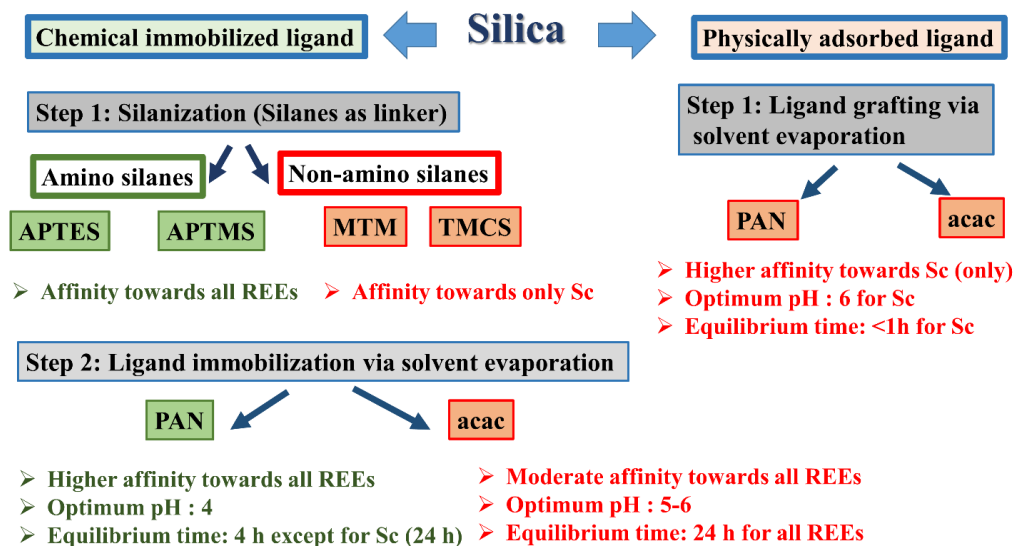 Silica
Chemical immobilized ligand
Physically adsorbed ligand
Step 1: Silanization (Silanes as linker)
Amino silanes
Non-amino silanes
APTES
APTMS
MTM
TMCS
➢ Affinity towards all REEs
➢ Affinity towards only Sc
Step 1: Ligand grafting via
solvent evaporation
PAN
acac
➢ Higher affinity towards Sc (only)
➢ Optimum pH : 6 for Sc
➢ Equilibrium time: <1h for Sc
Step 2: Ligand immobilization via solvent evaporation
PAN
acac
➢ Higher affinity towards all REEs
➢ Optimum pH : 4
➢ Equilibrium time: 4 h except for Sc (24 h)
➢ Moderate affinity towards all REEs
➢ Optimum pH : 5-6
➢ Equilibrium time: 24 h for all REEs